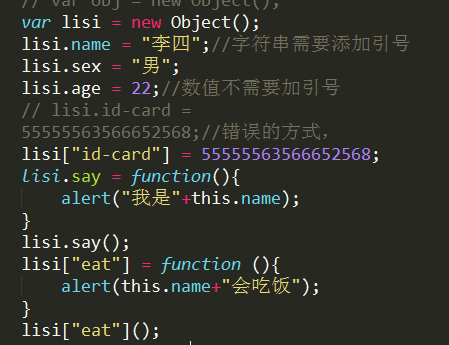 // var obj = new Object();
var lisi = new Object();
lisi.name = "李四";//字符串需要添加引号
lisi.sex = "男";
lisi.age = 22;//数值不需要加引号
// lisi.id-card =
55555563566652568;//错误的方式，
lisi["id-card"] = 55555563566652568;
lisi.say = function(){
alert("我是"+this.name);
}
lisi.say();
lisi["eat"] = function (){
alert(this.name+"会吃饭");
}
lisi["eat"]();